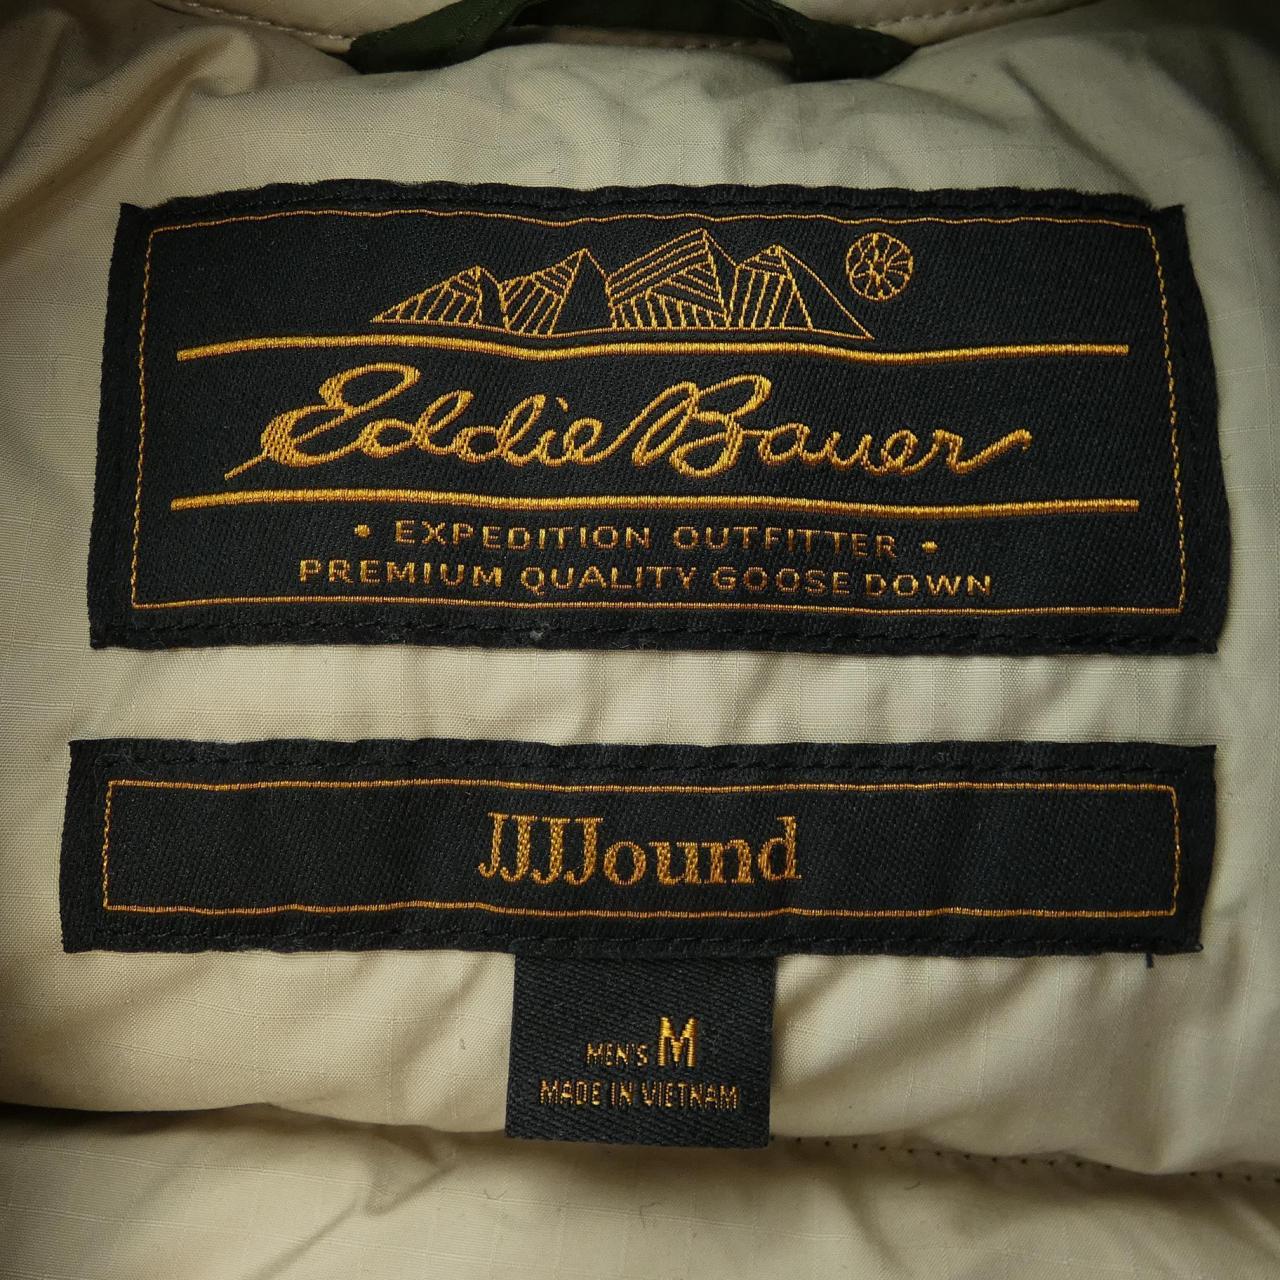 Eddie Bauer
• EXPEDITION OUTFITTER •
PREMIUM QUALITY GOOSE DOWN
JJJJound
MEN'S M
MADE IN VIETNAM